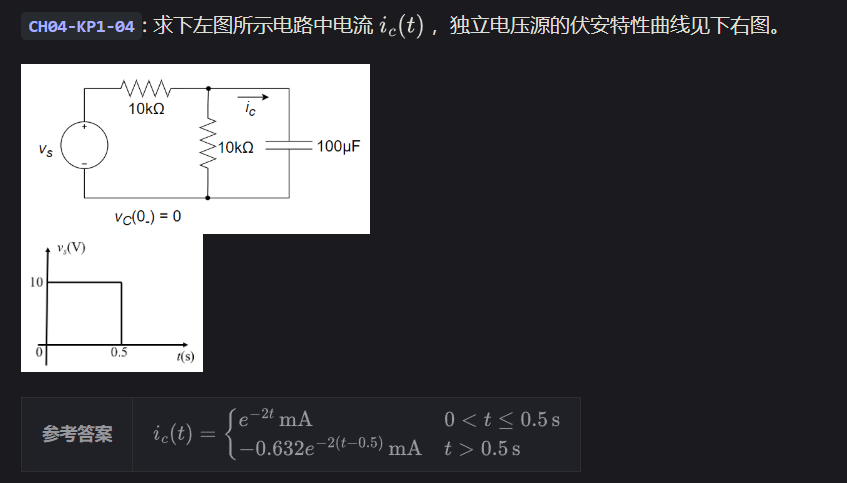 CH04-KP1-04 : 求下左图所示电路中电流 i_c(t) ，独立电压源的伏安特性曲线见下右图。
10kΩ
i_C
v_s
+
10kΩ
100μF
−
v_C(0_-) = 0
v_s(V)
10
0
0.5
t(s)
参考答案
i_c(t) = { e^{-2t} mA 0 < t ≤ 0.5 s
−0.632e^{-2(t-0.5)} mA t > 0.5 s